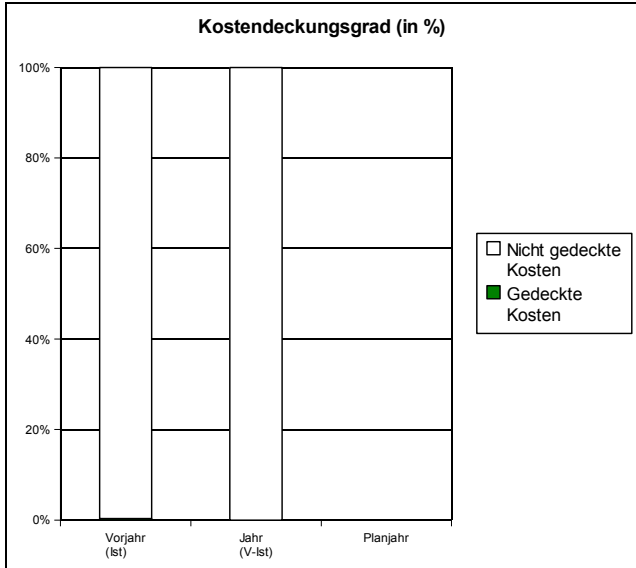 Kostendeckungsgrad (in %)
100%
80%
60%
40%
20%
0%
Vorjahr
(Ist)
Jahr
(V-Ist)
Planjahr
Nicht gedeckte
Kosten
Gedeckte
Kosten